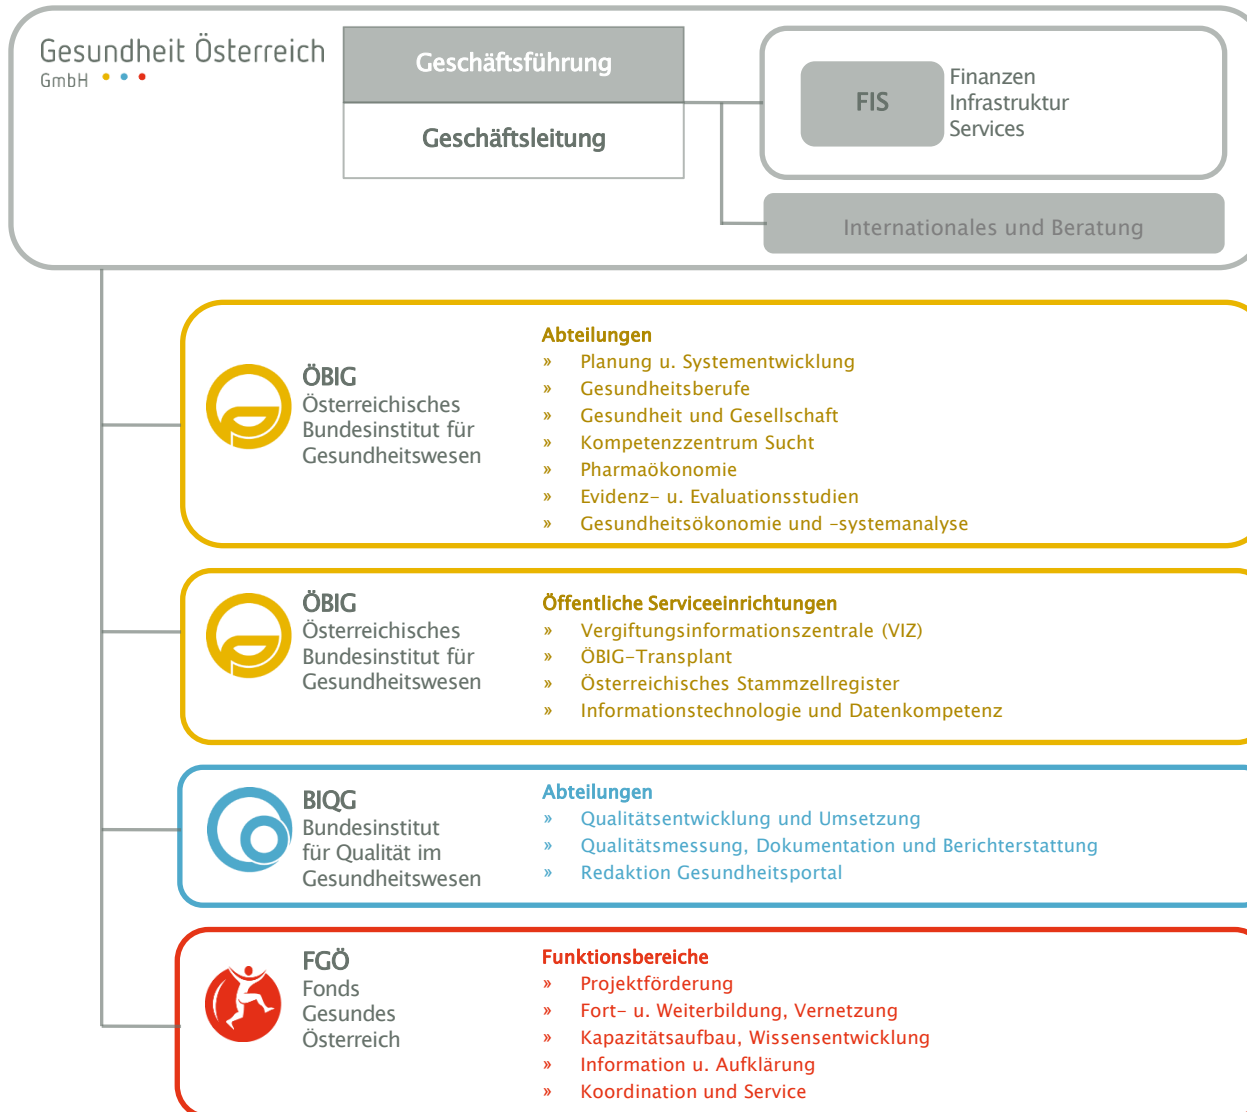 Gesundheit Österreich
GmbH
Geschäftsführung
Geschäftsleitung
FIS
Finanzen
Infrastruktur
Services
Internationales und Beratung
ÖBIG
Österreichisches
Bundesinstitut für
Gesundheitswesen
Abteilungen
» Planung u. Systementwicklung
» Gesundheitsberufe
» Gesundheit und Gesellschaft
» Kompetenzzentrum Sucht
» Pharmaökonomie
» Evidenz- u. Evaluationsstudien
» Gesundheitsökonomie und -systemanalyse
ÖBIG
Österreichisches
Bundesinstitut für
Gesundheitswesen
Öffentliche Serviceeinrichtungen
» Vergiftungsinformationszentrale (VIZ)
» ÖBIG-Transplant
» Österreichisches Stammzellregister
» Informationstechnologie und Datenkompetenz
BIQG
Bundesinstitut
für Qualität im
Gesundheitswesen
Abteilungen
» Qualitätsentwicklung und Umsetzung
» Qualitätsmessung, Dokumentation und Berichterstattung
» Redaktion Gesundheitsportal
FGÖ
Fonds
Gesundes
Österreich
Funktionsbereiche
» Projektförderung
» Fort- u. Weiterbildung, Vernetzung
» Kapazitätsaufbau, Wissensentwicklung
» Information u. Aufklärung
» Koordination und Service